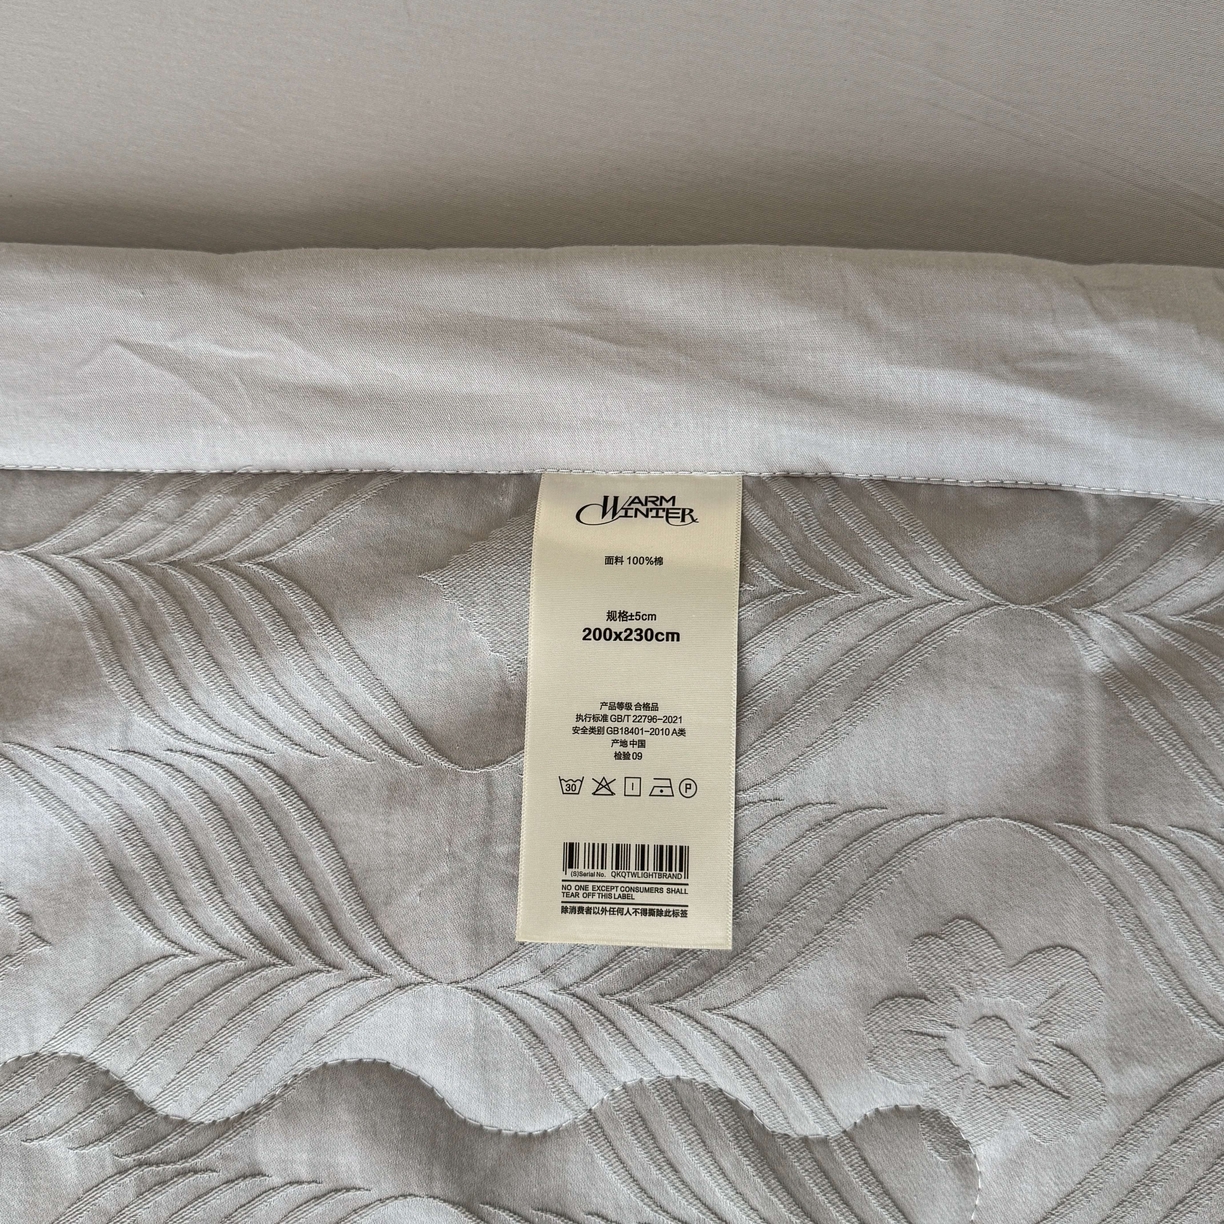 WARM
WINTER
面料 100%棉
规格±5cm
200x230cm
产品等级 合格品
执行标准 GB/T 22796-2021
安全类别 GB18401-2010 A类
产地 中国
检验 09
30 P
(S)Serial No. QKQTWLIGHTBRAND
NO ONE EXCEPT CONSUMERS SHALL
TEAR OFF THIS LABEL
除消费者以外任何人不得撕除此标签